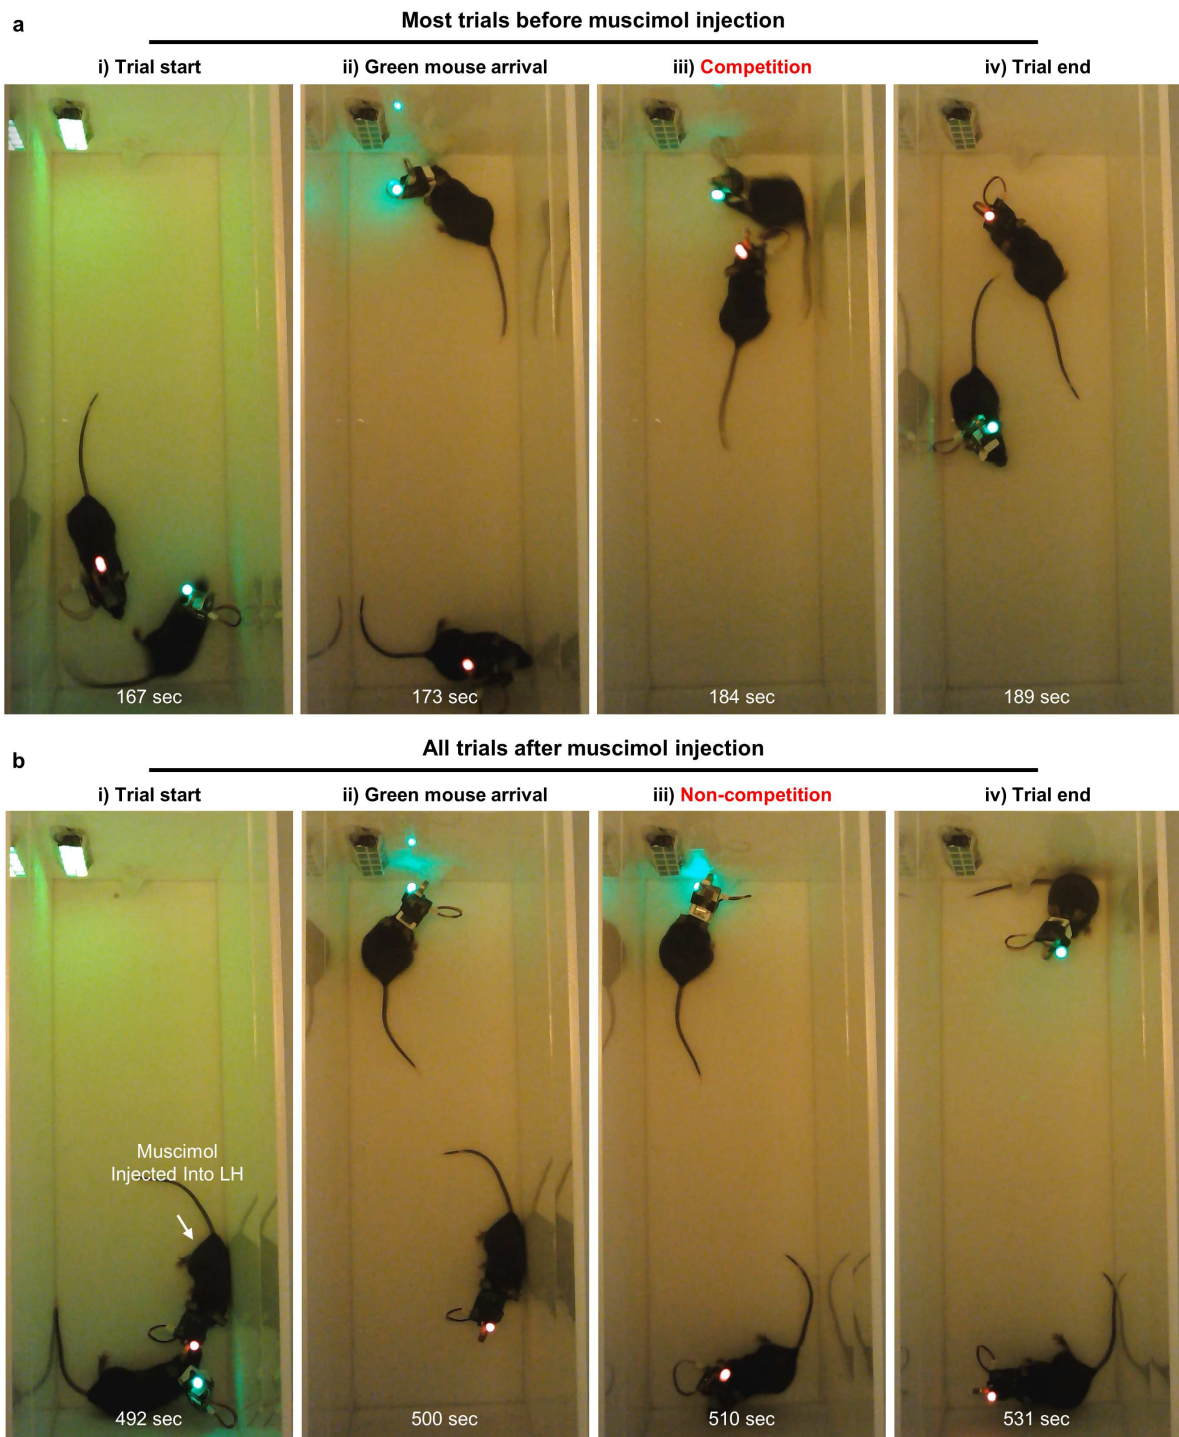 a
Most trials before muscimol injection
i) Trial start
ii) Green mouse arrival
iii) Competition
iv) Trial end
167 sec
173 sec
184 sec
189 sec
b
All trials after muscimol injection
i) Trial start
ii) Green mouse arrival
iii) Non-competition
iv) Trial end
Muscimol
Injected Into LH
492 sec
500 sec
510 sec
531 sec